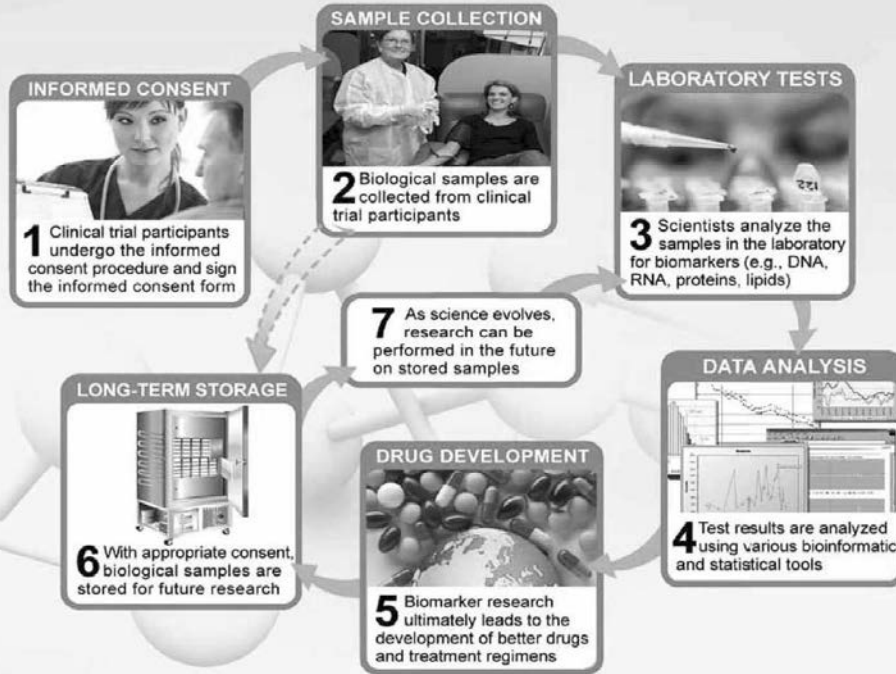 INFORMED CONSENT
1 Clinical trial participants
undergo the informed
consent procedure and sign
the informed consent form
SAMPLE COLLECTION
2 Biological samples are
collected from clinical
trial participants
LABORATORY TESTS
3 Scientists analyze the
samples in the laboratory
for biomarkers (e.g., DNA,
RNA, proteins, lipids)
DATA ANALYSIS
4 Test results are analyzed
using various bioinformatic
and statistical tools
DRUG DEVELOPMENT
5 Biomarker research
ultimately leads to the
development of better drugs
and treatment regimens
LONG-TERM STORAGE
6 With appropriate consent,
biological samples are
stored for future research
7 As science evolves,
research can be
performed in the future
on stored samples